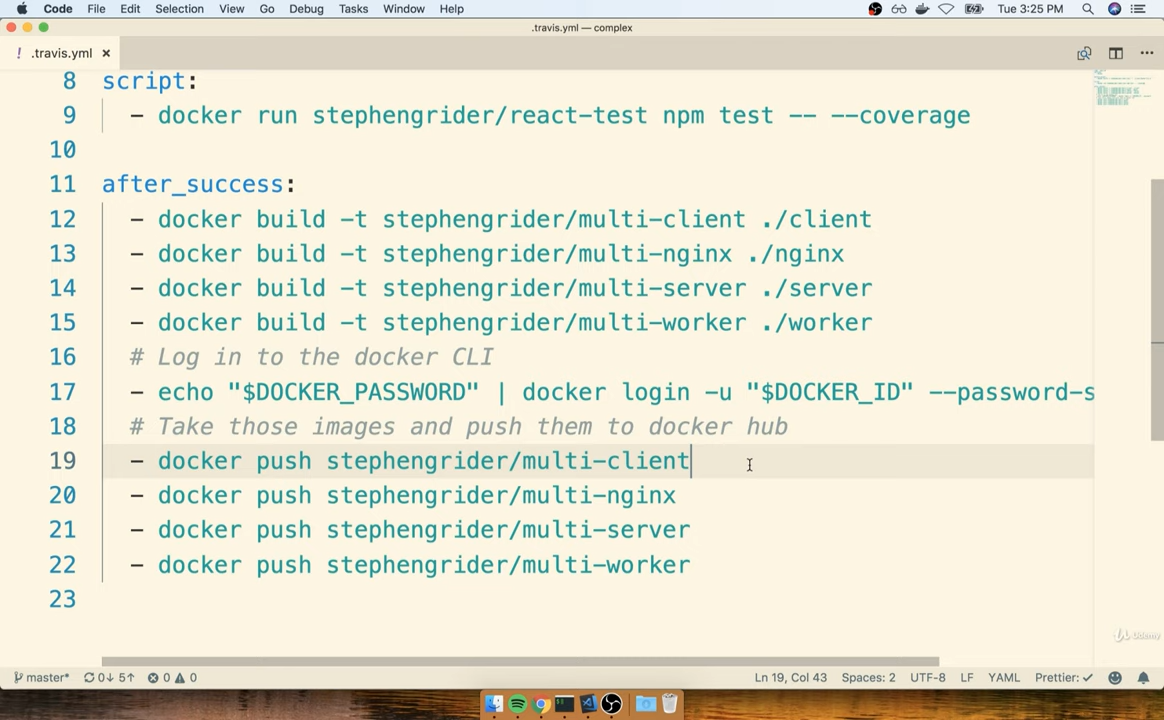 Code File Edit Selection View Go Debug Tasks Window Help Tue 3:25 PM
.travis.yml — complex
! .travis.yml ×
8 script:
9 - docker run stephengrider/react-test npm test -- --coverage
10
11 after_success:
12 - docker build -t stephengrider/multi-client ./client
13 - docker build -t stephengrider/multi-nginx ./nginx
14 - docker build -t stephengrider/multi-server ./server
15 - docker build -t stephengrider/multi-worker ./worker
16 # Log in to the docker CLI
17 - echo "$DOCKER_PASSWORD" | docker login -u "$DOCKER_ID" --password-s
18 # Take those images and push them to docker hub
19 - docker push stephengrider/multi-client
20 - docker push stephengrider/multi-nginx
21 - docker push stephengrider/multi-server
22 - docker push stephengrider/multi-worker
23
Udemy
master* 0↓ 5↑ 0 0 Ln 19, Col 43 Spaces: 2 UTF-8 LF YAML Prettier: ✓